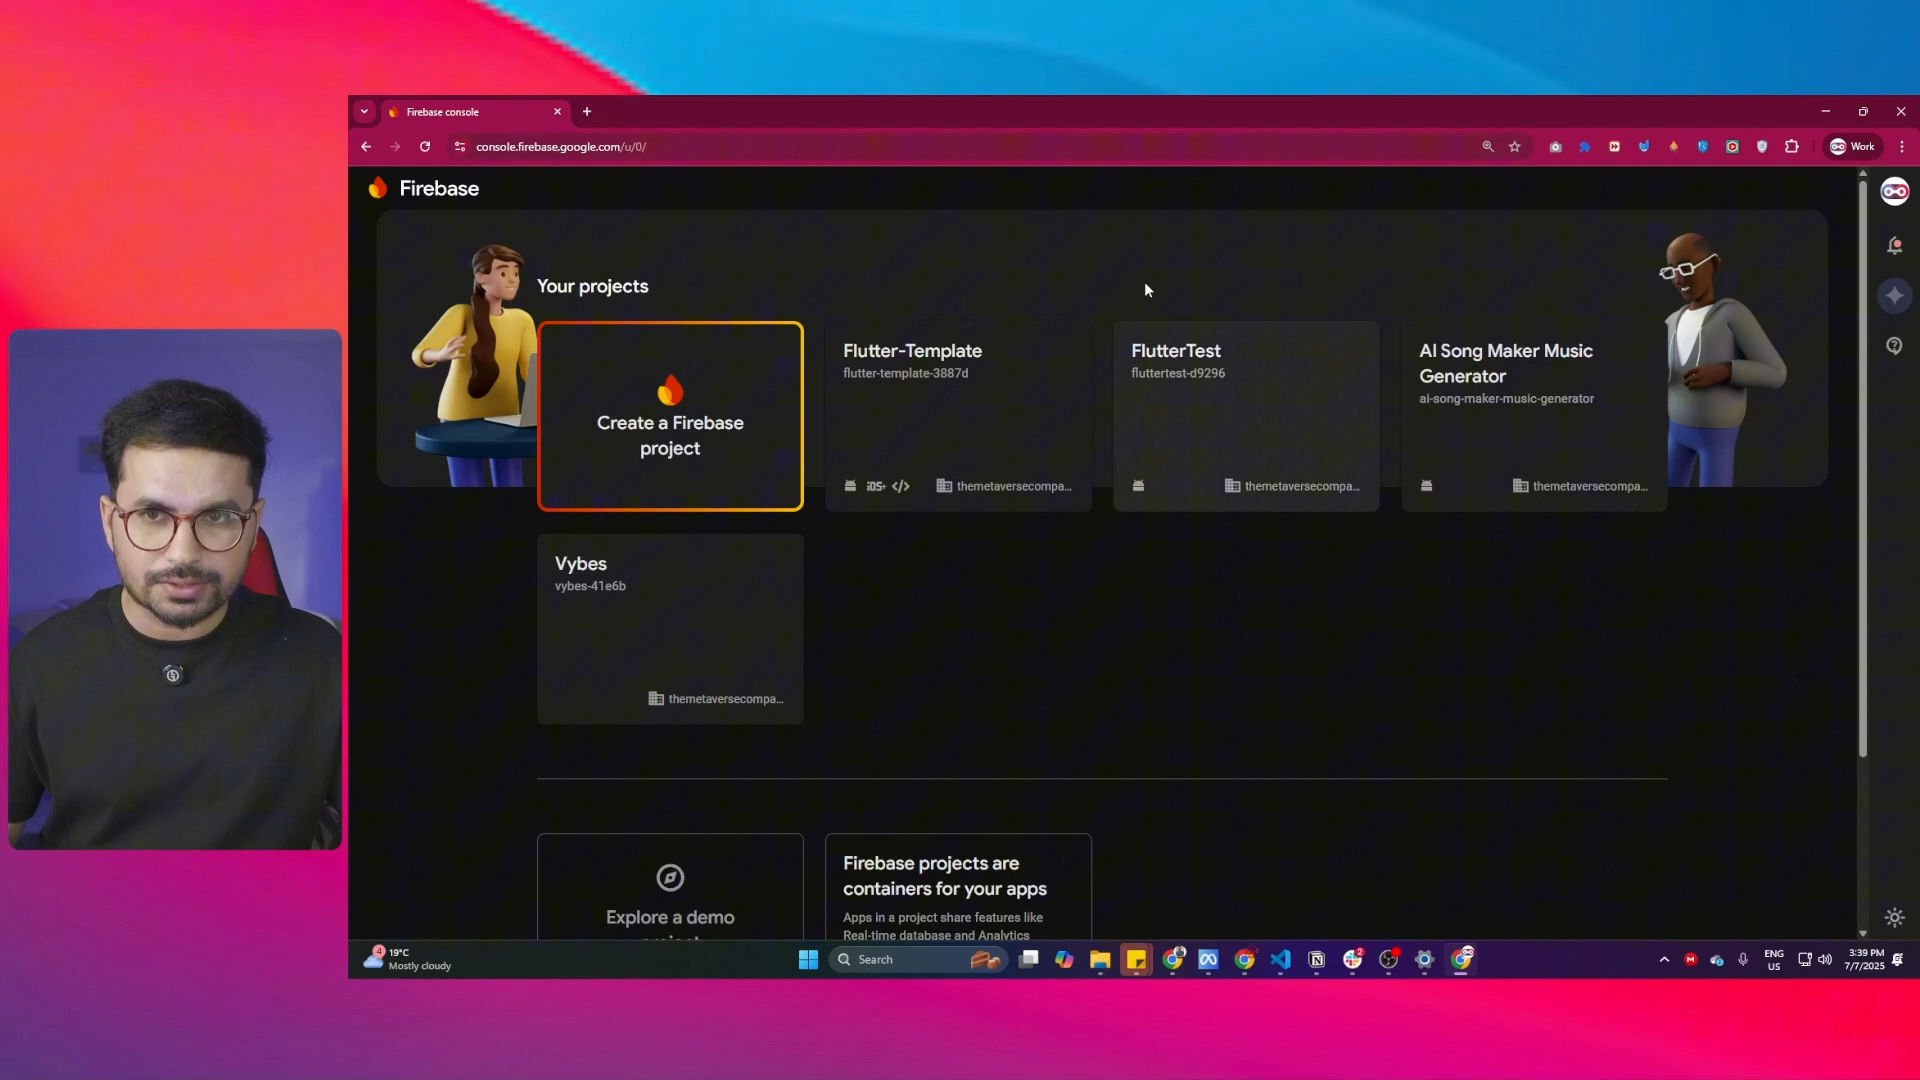 Firebase console
console.firebase.google.com/u/0/
Work
Firebase
Your projects
Create a Firebase
project
Flutter-Template
flutter-template-3887d
iOS+
themetaversecompa...
FlutterTest
fluttertest-d9296
themetaversecompa...
AI Song Maker Music
Generator
ai-song-maker-music-generator
themetaversecompa...
Vybes
vybes-41e6b
themetaversecompa...
Explore a demo
Firebase projects are
containers for your apps
Apps in a project share features like
Real-time database and Analytics
4
19°C
Mostly cloudy
Search
2
ENG
US
3:39 PM
7/7/2025